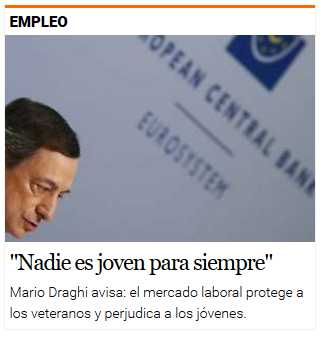 EMPLEO
EUROPEAN CENTRAL BANK
EUROSYSTEM
"Nadie es joven para siempre"
Mario Draghi avisa: el mercado laboral protege a
los veteranos y perjudica a los jóvenes.